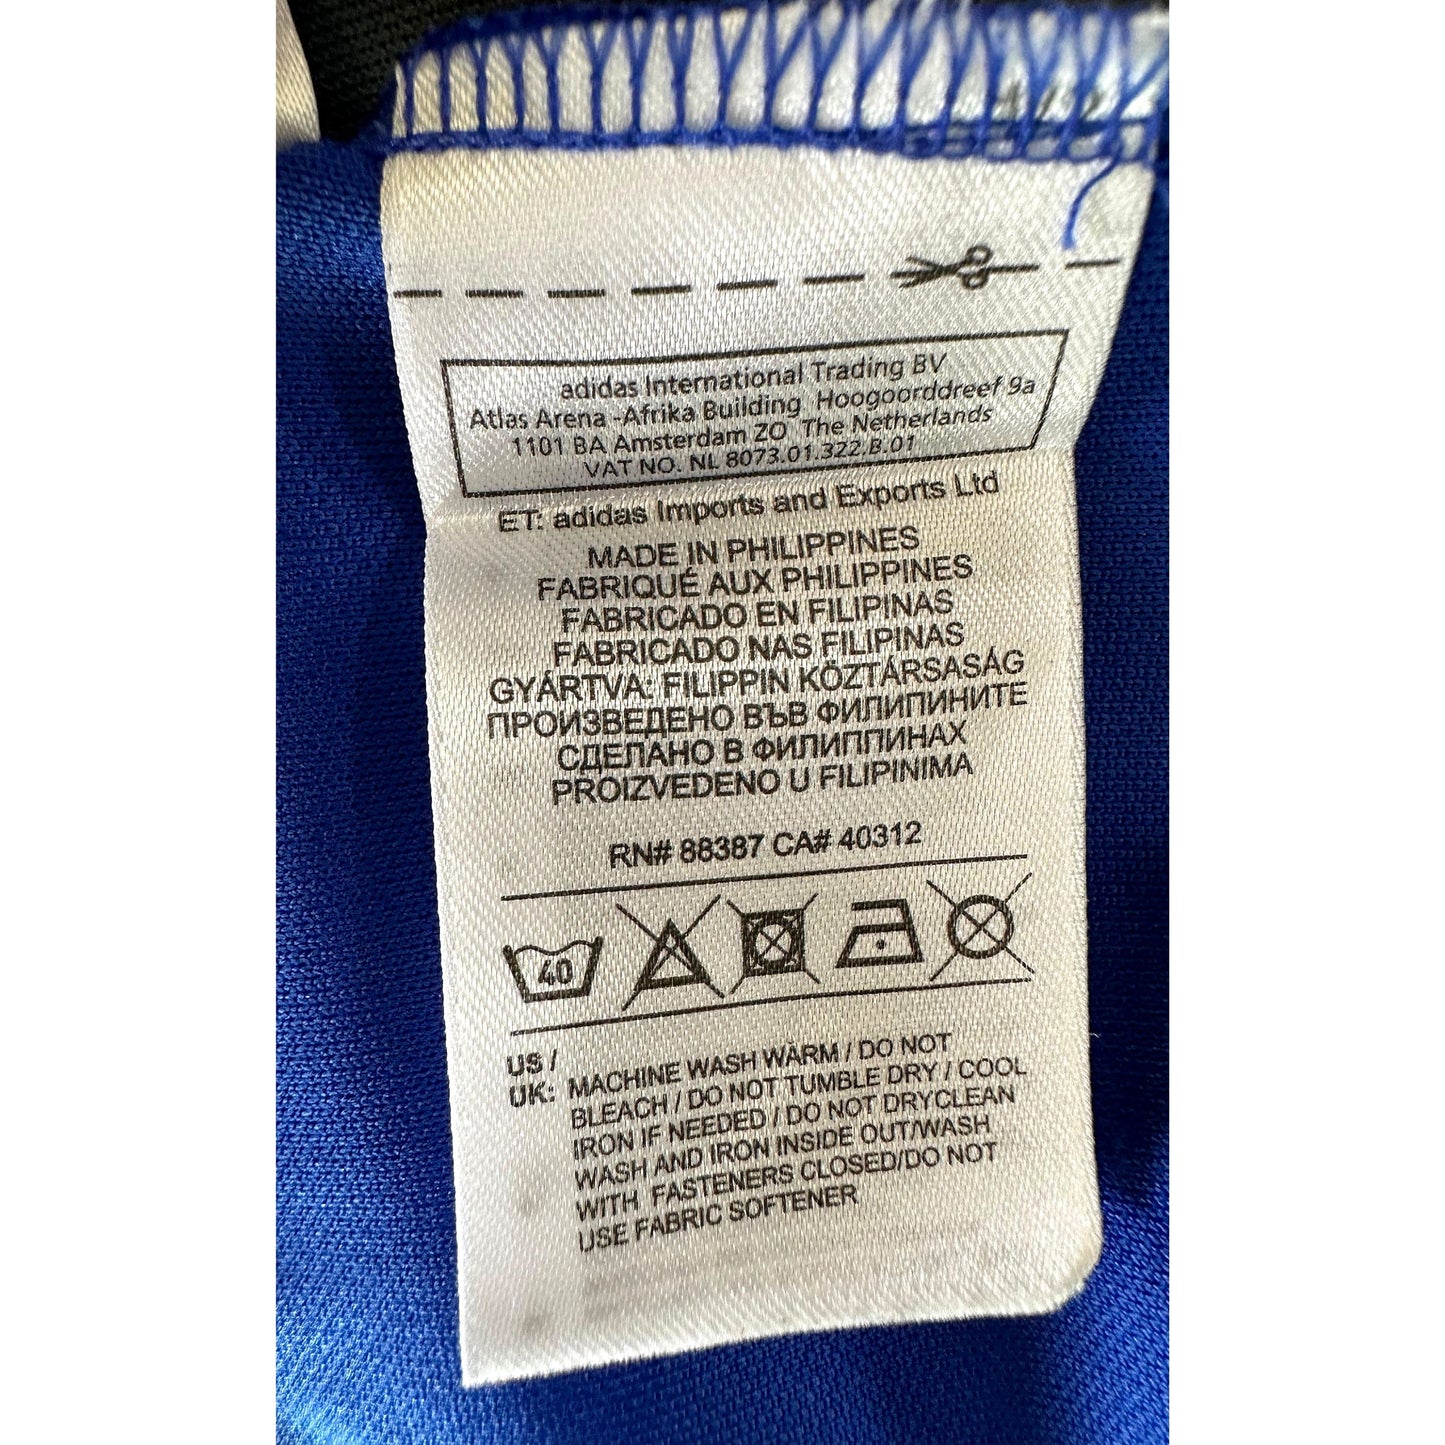 adidas International Trading BV
Atlas Arena -Afrika Building Hoogoorddreef 9a
1101 BA Amsterdam ZO The Netherlands
VAT NO. NL 8073.01.322.B.01
ET: adidas Imports and Exports Ltd
MADE IN PHILIPPINES
FABRIQUÉ AUX PHILIPPINES
FABRICADO EN FILIPINAS
FABRICADO NAS FILIPINAS
GYÁRTVA: FILIPPIN KÖZTÁRSASÁG
ПРОИЗВЕДЕНО ВЪВ ФИЛИПИНИТЕ
СДЕЛАНО В ФИЛИППИНАХ
PROIZVEDENO U FILIPINIMA
RN# 88387 CA# 40312
40
US / UK: MACHINE WASH WARM / DO NOT
BLEACH / DO NOT TUMBLE DRY / COOL
IRON IF NEEDED / DO NOT DRYCLEAN
WASH AND IRON INSIDE OUT/WASH
WITH FASTENERS CLOSED/DO NOT
USE FABRIC SOFTENER